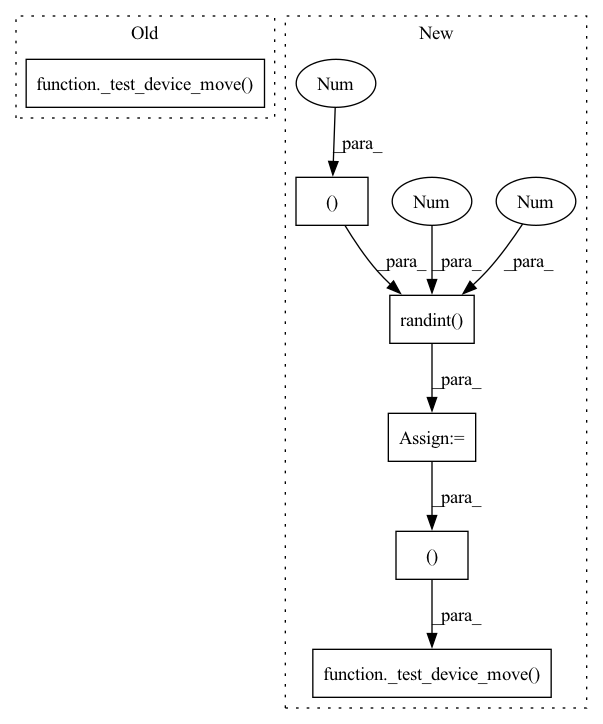 Old
New
function._test_device_move()
Num
_para_
()
Num
Num
_para_
_para_
_para_
randint()
_para_
Assign:=
_para_
()
_para_
function._test_device_move()